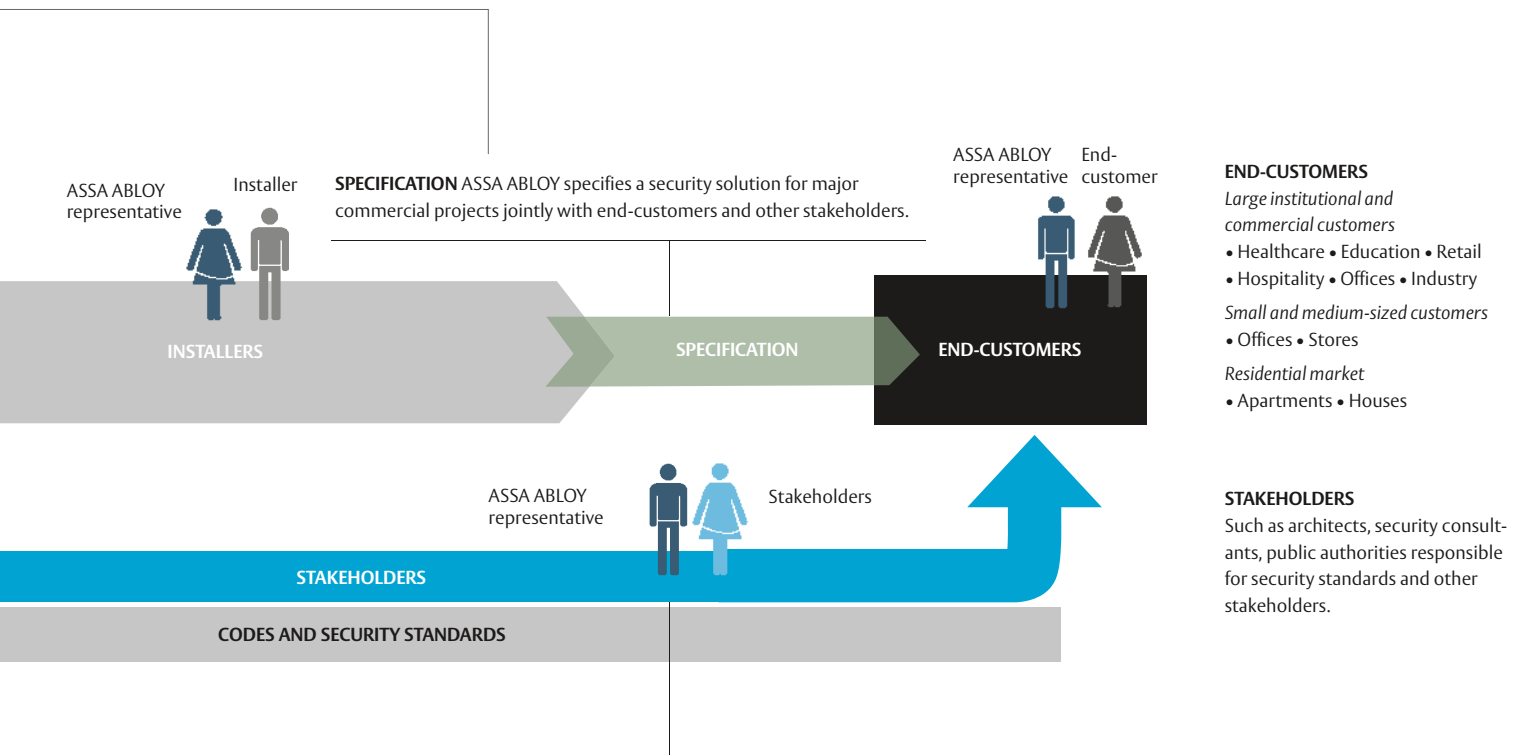 ASSA ABLOY
representative
Installer
SPECIFICATION ASSA ABLOY specifies a security solution for major
commercial projects jointly with end-customers and other stakeholders.
ASSA ABLOY
representative
End-
customer
INSTALLERS
SPECIFICATION
END-CUSTOMERS
ASSA ABLOY
representative
Stakeholders
STAKEHOLDERS
CODES AND SECURITY STANDARDS
END-CUSTOMERS
Large institutional and
commercial customers
• Healthcare • Education • Retail
• Hospitality • Offices • Industry
Small and medium-sized customers
• Offices • Stores
Residential market
• Apartments • Houses
STAKEHOLDERS
Such as architects, security consult-
ants, public authorities responsible
for security standards and other
stakeholders.